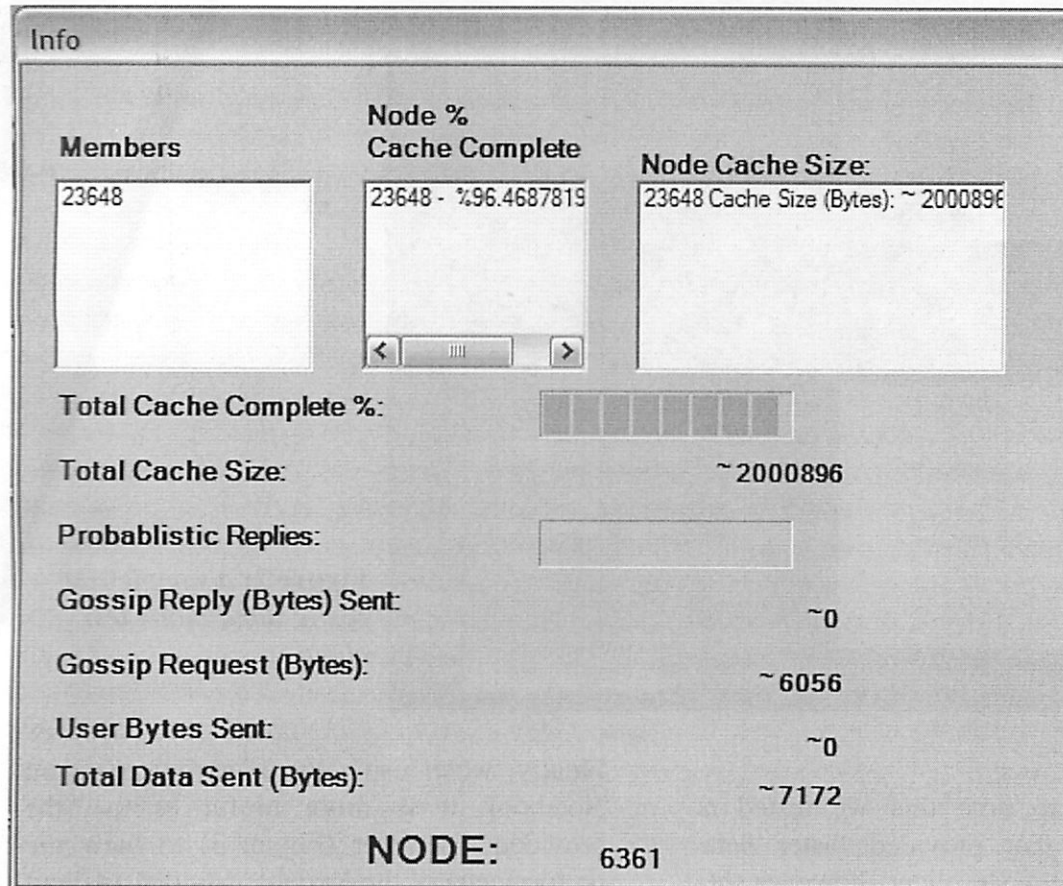 Info
Members
Node %
Cache Complete
Node Cache Size:
23648
23648 - %96.4687819
23648 Cache Size (Bytes): ~ 2000896
Total Cache Complete %:
Total Cache Size:
~2000896
Probablistic Replies:
Gossip Reply (Bytes) Sent:
~0
Gossip Request (Bytes):
~6056
User Bytes Sent:
~0
Total Data Sent (Bytes):
~7172
NODE:
6361